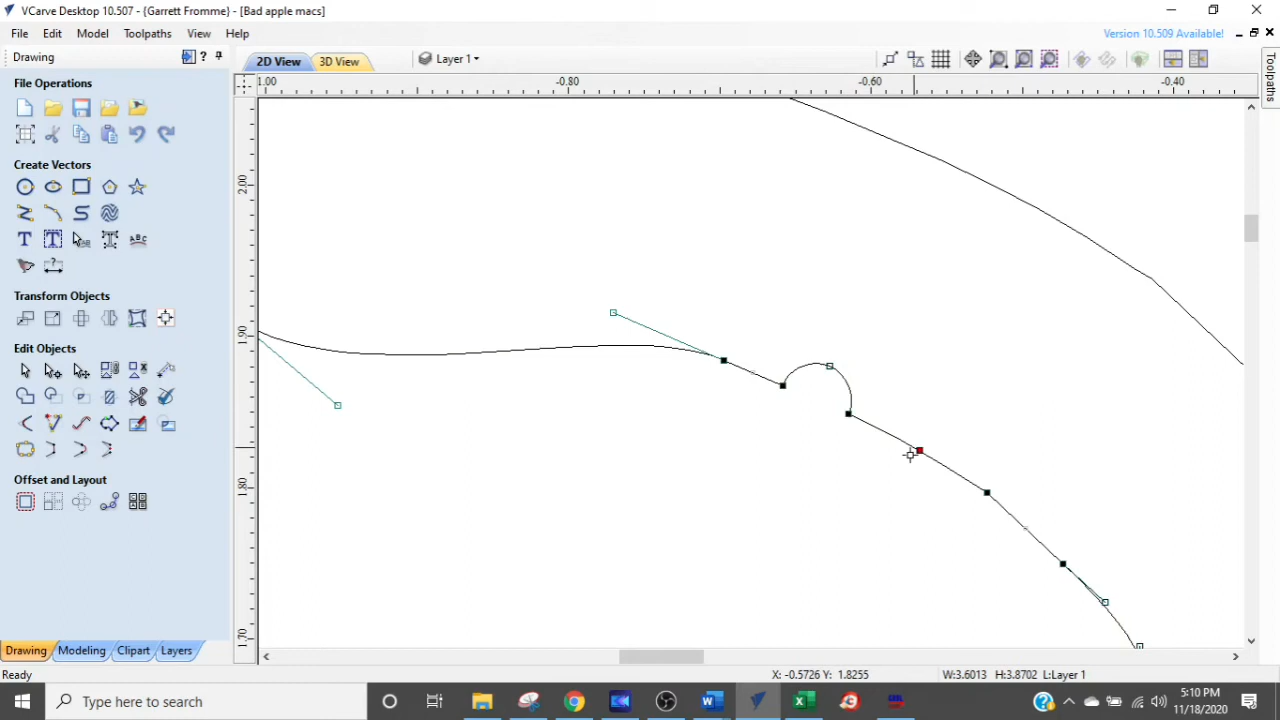 VCarve Desktop 10.507 - {Garrett Fromme} - [Bad apple macs]
File Edit Model Toolpaths View Help
Version 10.509 Available!
Drawing
2D View
3D View
Layer 1
Toolpaths
File Operations
1.00 -0.80 -0.60 -0.40
Create Vectors
2.00
Transform Objects
1.90
Edit Objects
1.80
Offset and Layout
1.70
Drawing Modeling Clipart Layers
Ready
X: -0.5726 Y: 1.8255
W:3.6013 H:3.8702 L:Layer 1
Type here to search
5:10 PM
11/18/2020